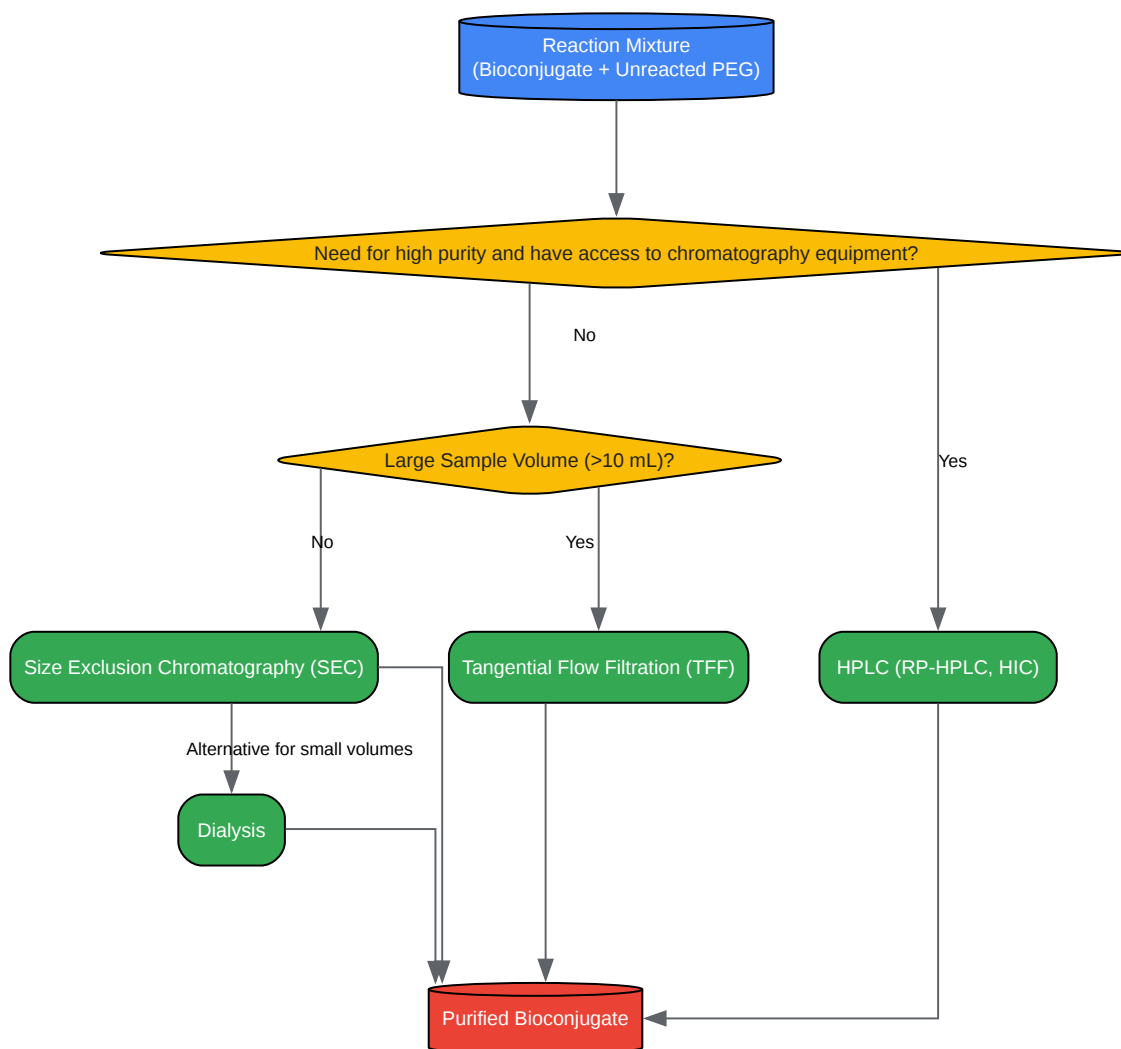 Reaction Mixture
(Bioconjugate + Unreacted PEG)
Need for high purity and have access to chromatography equipment?
No
Large Sample Volume (>10 mL)?
Yes
No
Yes
Size Exclusion Chromatography (SEC)
Tangential Flow Filtration (TFF)
HPLC (RP-HPLC, HIC)
Alternative for small volumes
Dialysis
Purified Bioconjugate